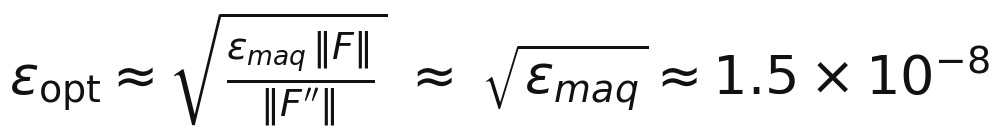 ε_opt ≈ √(ε_maq ‖F‖ / ‖F″‖) ≈ √ε_maq ≈ 1.5 × 10⁻⁸